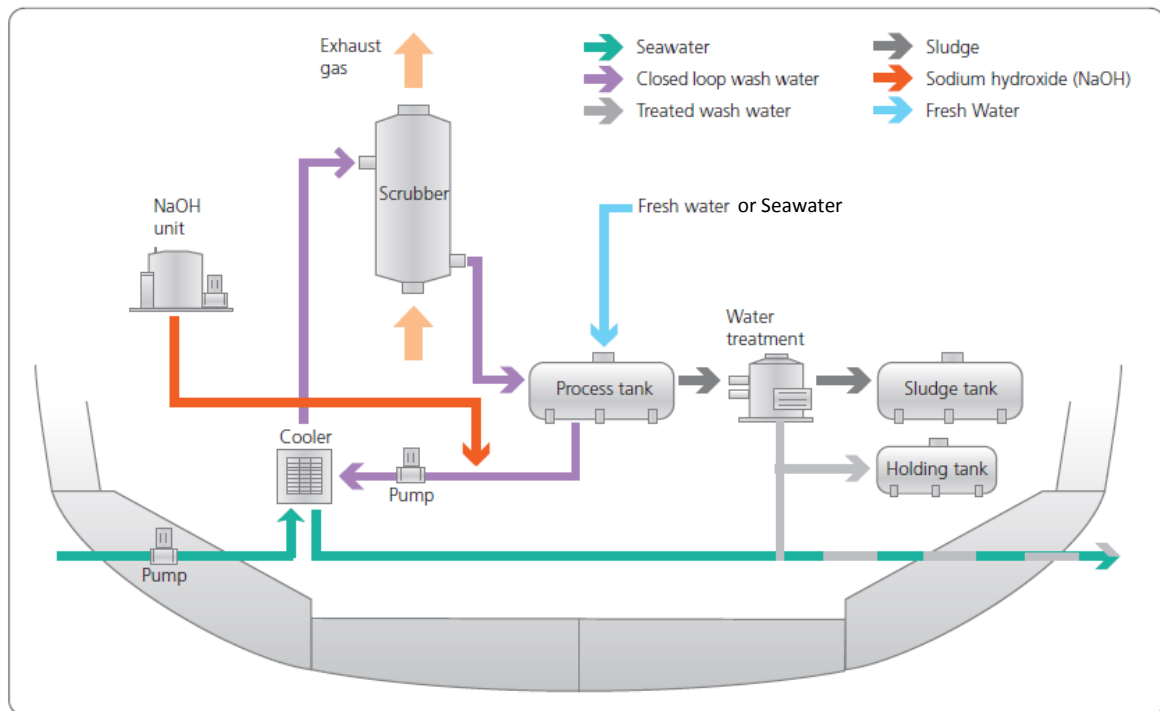 Exhaust
gas
Seawater
Closed loop wash water
Treated wash water
Sludge
Sodium hydroxide (NaOH)
Fresh Water
Scrubber
NaOH
unit
Fresh water or Seawater
Water
treatment
Process tank
Sludge tank
Cooler
Holding tank
Pump
Pump